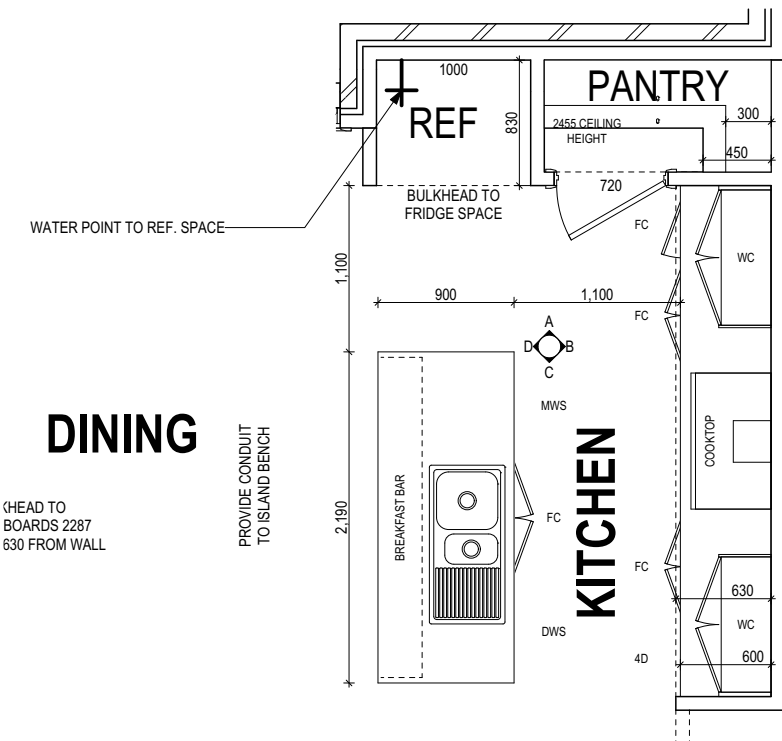 1000
PANTRY
REF
830
300
2455 CEILING
HEIGHT
450
720
BULKHEAD TO
FRIDGE SPACE
WATER POINT TO REF. SPACE
FC
WC
1,100
900
1,100
FC
A
D
B
C
MWS
DINING
PROVIDE CONDUIT
TO ISLAND BENCH
2,190
BREAKFAST BAR
KITCHEN
COOKTOP
HEAD TO
BOARDS 2287
630 FROM WALL
FC
FC
630
DWS
WC
4D
600